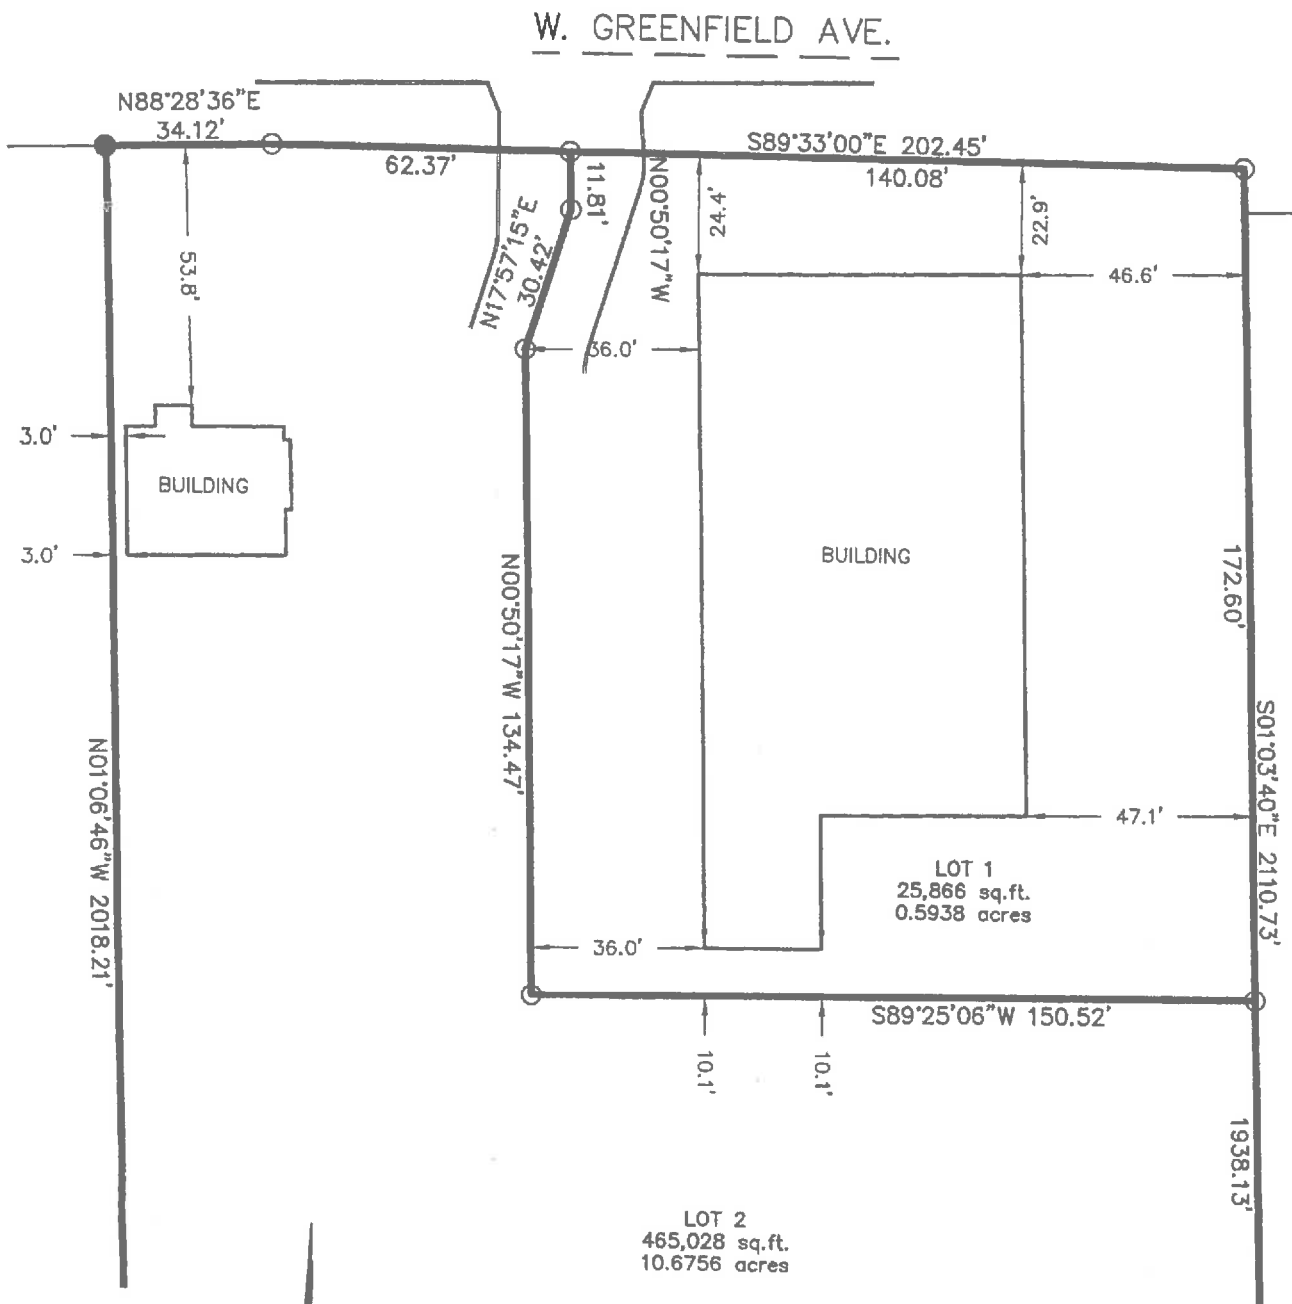 W. GREENFIELD AVE.
N88°28'36"E
34.12'
62.37'
S89°33'00"E 202.45'
140.08'
11.81'
N00°50'17"W
N17°57'15"E
30.42'
24.4'
22.9'
53.8'
46.6'
36.0'
3.0'
BUILDING
3.0'
BUILDING
172.60'
N00°50'17"W 134.47'
N01°06'46"W 2018.21'
S01°03'40"E 2110.73'
47.1'
LOT 1
25,866 sq.ft.
0.5938 acres
36.0'
S89°25'06"W 150.52'
10.1'
10.1'
1938.13'
LOT 2
465,028 sq.ft.
10.6756 acres